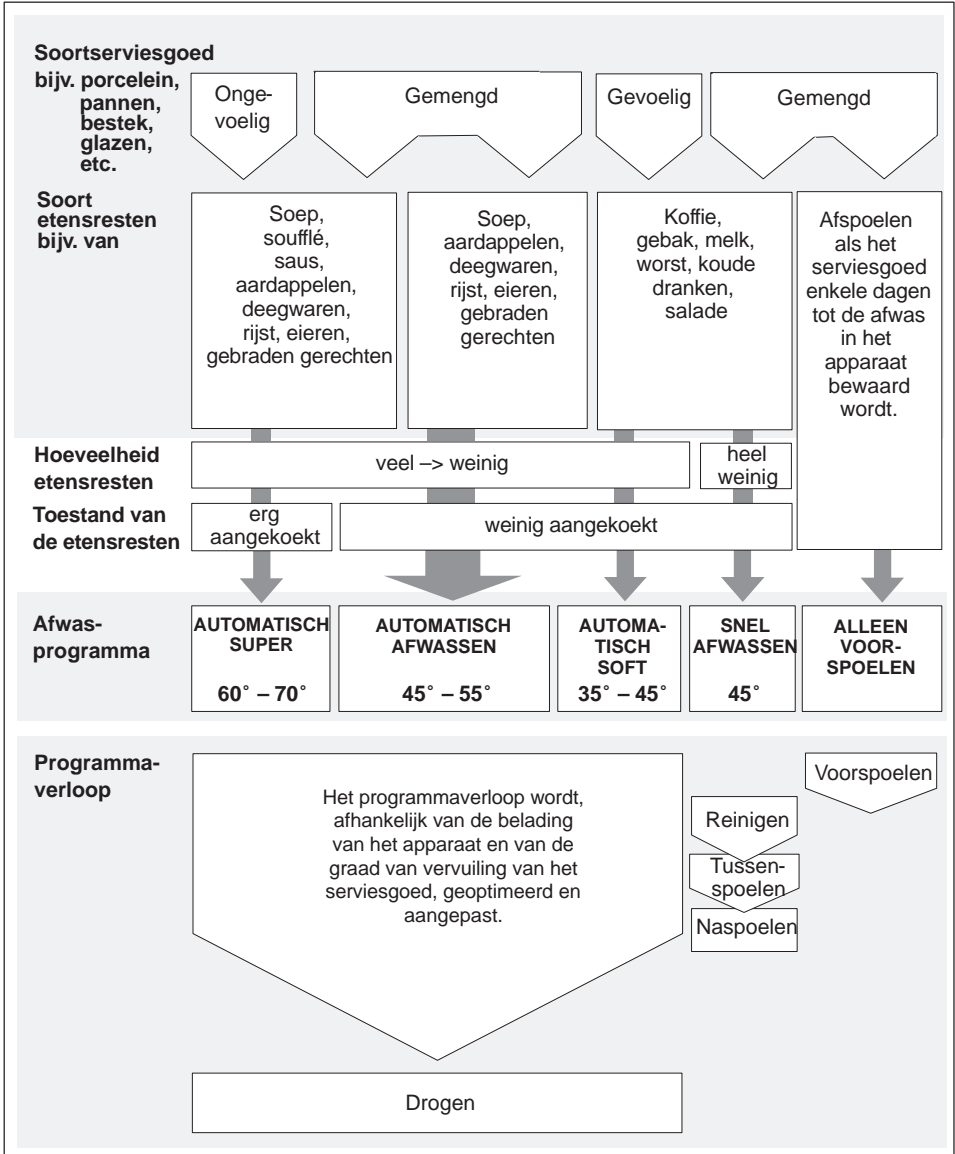 Soortserviesgoed
bijv. porcelein,
pannen,
bestek,
glazen,
etc.
Onge-
voelig
Gemengd
Gevoelig
Gemengd
Soort
etensresten
bijv. van
Soep,
soufflé,
saus,
aardappelen,
deegwaren,
rijst, eieren,
gebraden gerechten
Soep,
aardappelen,
deegwaren,
rijst, eieren,
gebraden
gerechten
Koffie,
gebak, melk,
worst, koude
dranken,
salade
Afspoelen
als het
serviesgoed
enkele dagen
tot de afwas
in het
apparaat
bewaard
wordt.
Hoeveelheid
etensresten
veel –> weinig
heel
weinig
Toestand van
de etensresten
erg
aangekoekt
weinig aangekoekt
Afwas-
programma
AUTOMATISCH
SUPER
60° – 70°
AUTOMATISCH
AFWASSEN
45° – 55°
AUTOMA-
TISCH
SOFT
35° – 45°
SNEL
AFWASSEN
45°
ALLEEN
VOOR-
SPOELEN
Programma-
verloop
Het programmaverloop wordt,
afhankelijk van de belading
van het apparaat en van de
graad van vervuiling van het
serviesgoed, geoptimeerd en
aangepast.
Voorspoelen
Reinigen
Tussen-
spoelen
Naspoelen
Drogen